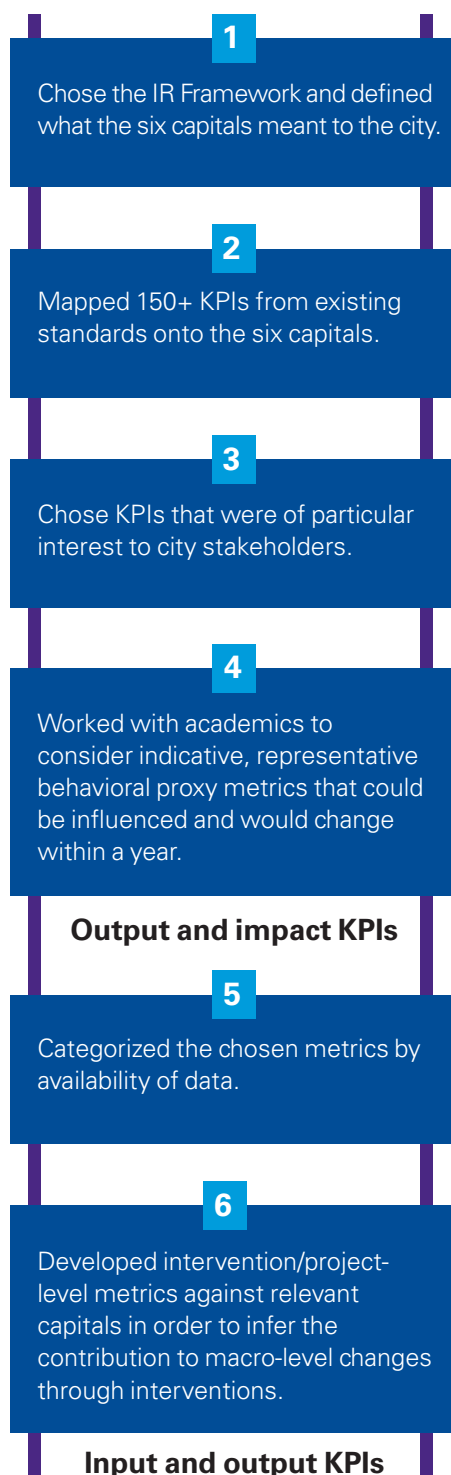 1
Chose the IR Framework and defined
what the six capitals meant to the city.
2
Mapped 150+ KPIs from existing
standards onto the six capitals.
3
Chose KPIs that were of particular
interest to city stakeholders.
4
Worked with academics to
consider indicative, representative
behavioral proxy metrics that could
be influenced and would change
within a year.
Output and impact KPIs
5
Categorized the chosen metrics by
availability of data.
6
Developed intervention/project-
level metrics against relevant
capitals in order to infer the
contribution to macro-level changes
through interventions.
Input and output KPIs